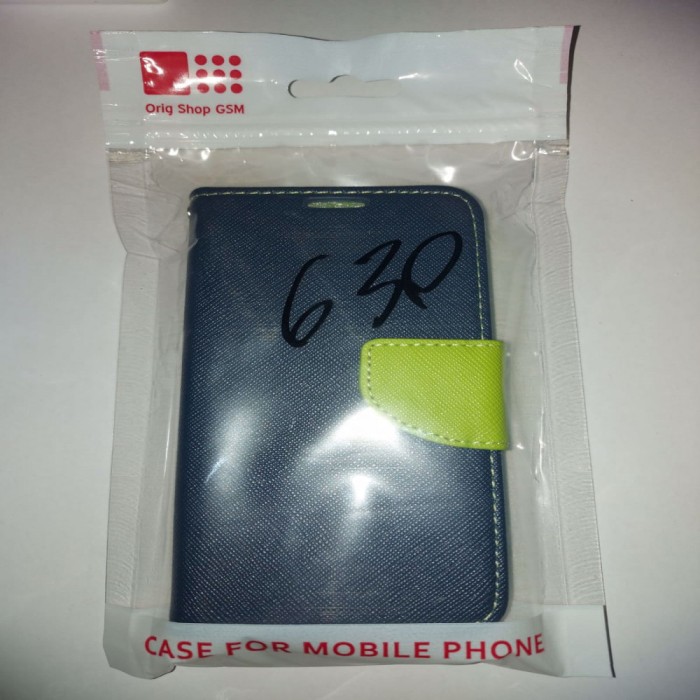 Orig Shop GSM
630
CASE FOR MOBILE PHONE